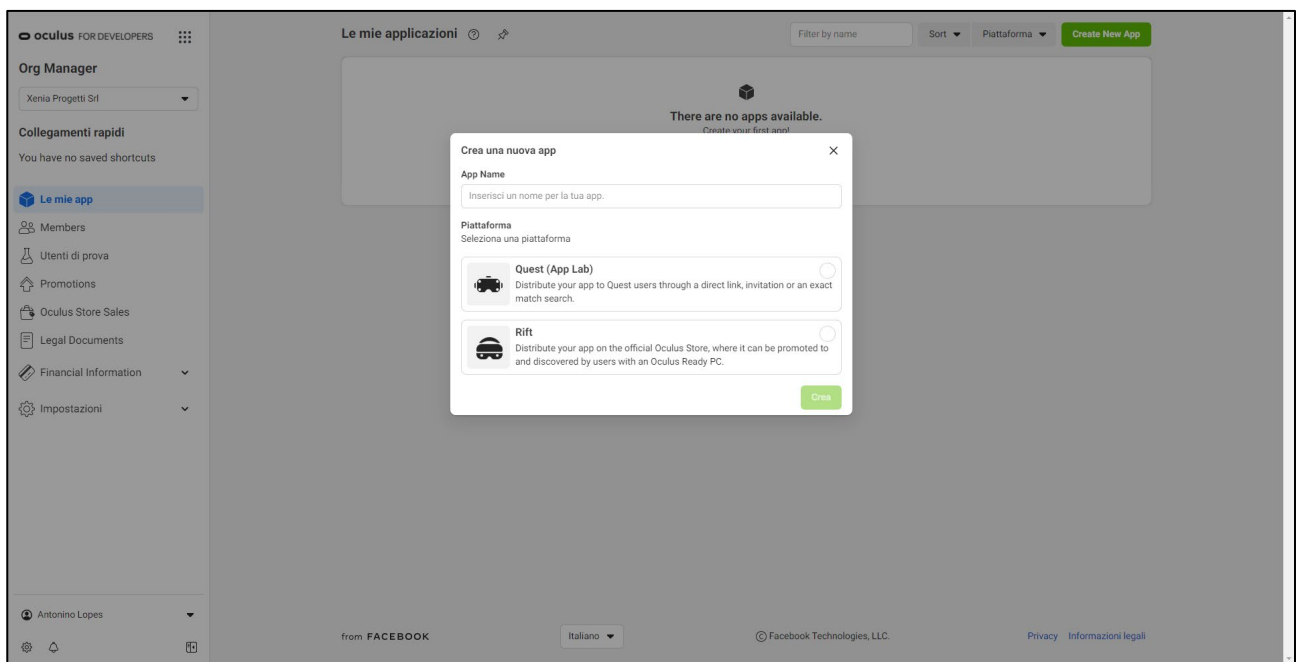 oculus FOR DEVELOPERS
Org Manager
Xenia Progetti Srl
Collegamenti rapidi
You have no saved shortcuts
Le mie app
Members
Utenti di prova
Promotions
Oculus Store Sales
Legal Documents
Financial Information
Impostazioni
Antonino Lopes
Le mie applicazioni
Filter by name
Sort
Piattaforma
Create New App
There are no apps available.
Create your first app!
Crea una nuova app
App Name
Inserisci un nome per la tua app.
Piattaforma
Seleziona una piattaforma
Quest (App Lab)
Distribute your app to Quest users through a direct link, invitation or an exact
match search.
Rift
Distribute your app on the official Oculus Store, where it can be promoted to
and discovered by users with an Oculus Ready PC.
Crea
from FACEBOOK
Italiano
© Facebook Technologies, LLC.
Privacy
Informazioni legali